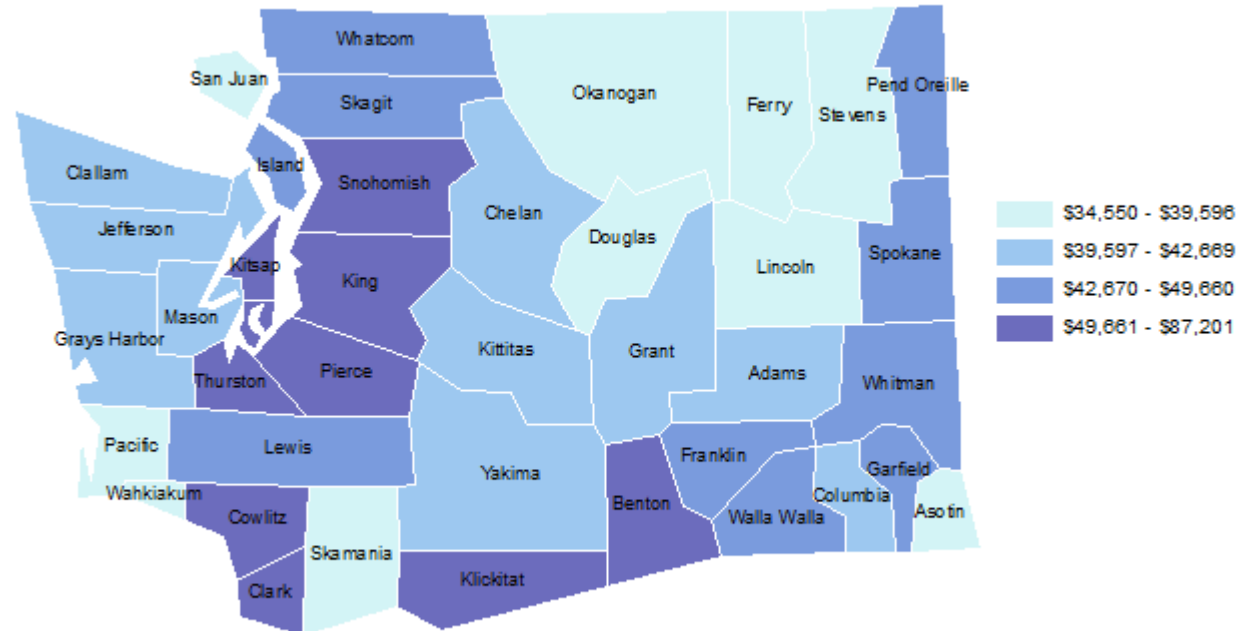 Whatcom
San Juan
Skagit
Okanogan
Ferry
Stevens
Pend Oreille
Island
Clallam
Snohomish
Chelan
Jefferson
Douglas
Kitsap
King
Lincoln
Spokane
Mason
Grays Harbor
Kittitas
Grant
Adams
Whitman
Thurston
Pierce
Pacific
Lewis
Yakima
Franklin
Garfield
Wahkiakum
Columbia
Cowlitz
Benton
Walla Walla
Asotin
Skamania
Klickitat
Clark
$34,550 - $39,596
$39,597 - $42,669
$42,670 - $49,660
$49,661 - $87,201